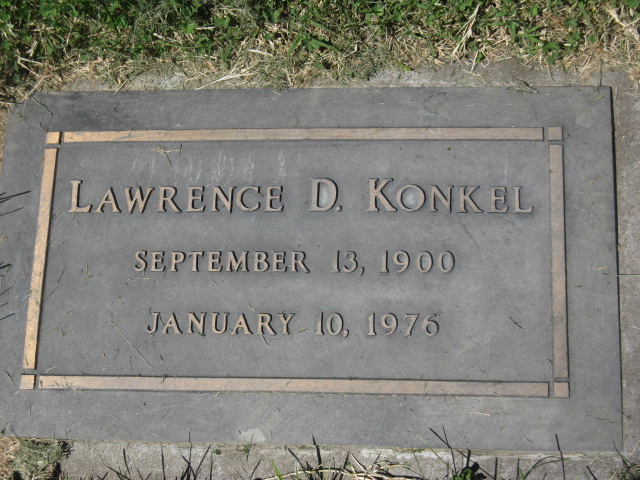 LAWRENCE D. KONKEL
SEPTEMBER 13, 1900
JANUARY 10, 1976